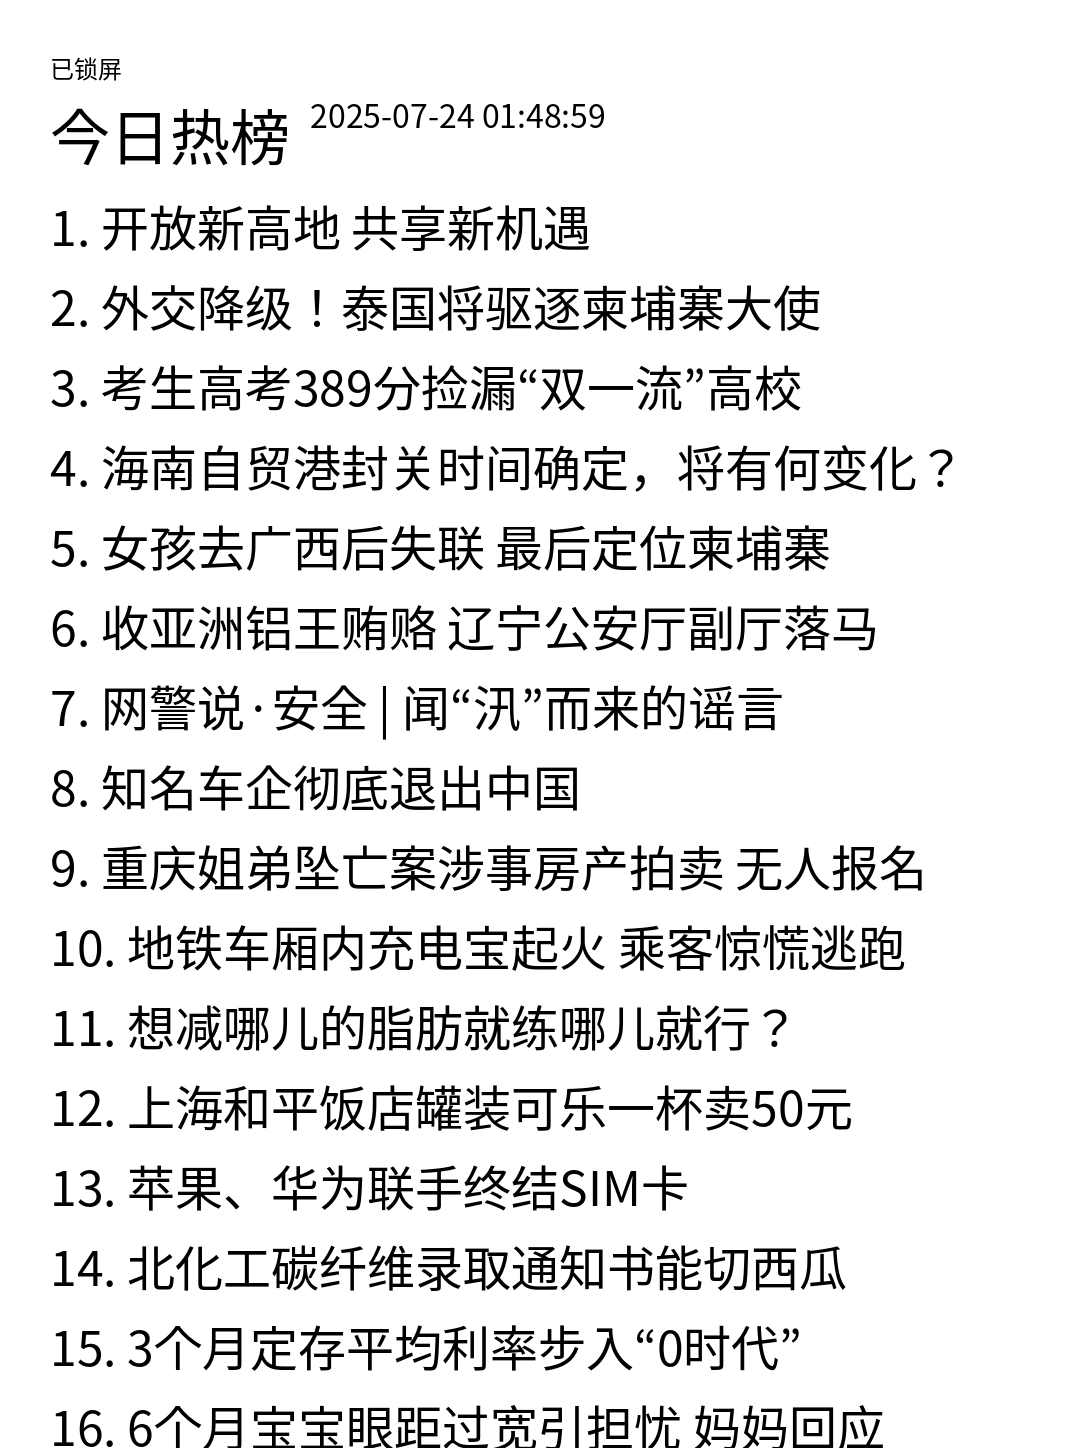 已锁屏
今日热榜 2025-07-24 01:48:59
1. 开放新高地 共享新机遇
2. 外交降级！泰国将驱逐柬埔寨大使
3. 考生高考389分捡漏“双一流”高校
4. 海南自贸港封关时间确定，将有何变化？
5. 女孩去广西后失联 最后定位柬埔寨
6. 收亚洲铝王贿赂 辽宁公安厅副厅落马
7. 网警说·安全 | 闻“汛”而来的谣言
8. 知名车企彻底退出中国
9. 重庆姐弟坠亡案涉事房产拍卖 无人报名
10. 地铁车厢内充电宝起火 乘客惊慌逃跑
11. 想减哪儿的脂肪就练哪儿就行？
12. 上海和平饭店罐装可乐一杯卖50元
13. 苹果、华为联手终结SIM卡
14. 北化工碳纤维录取通知书能切西瓜
15. 3个月定存平均利率步入“0时代”
16. 6个月宝宝眼距过宽引担忧 妈妈回应